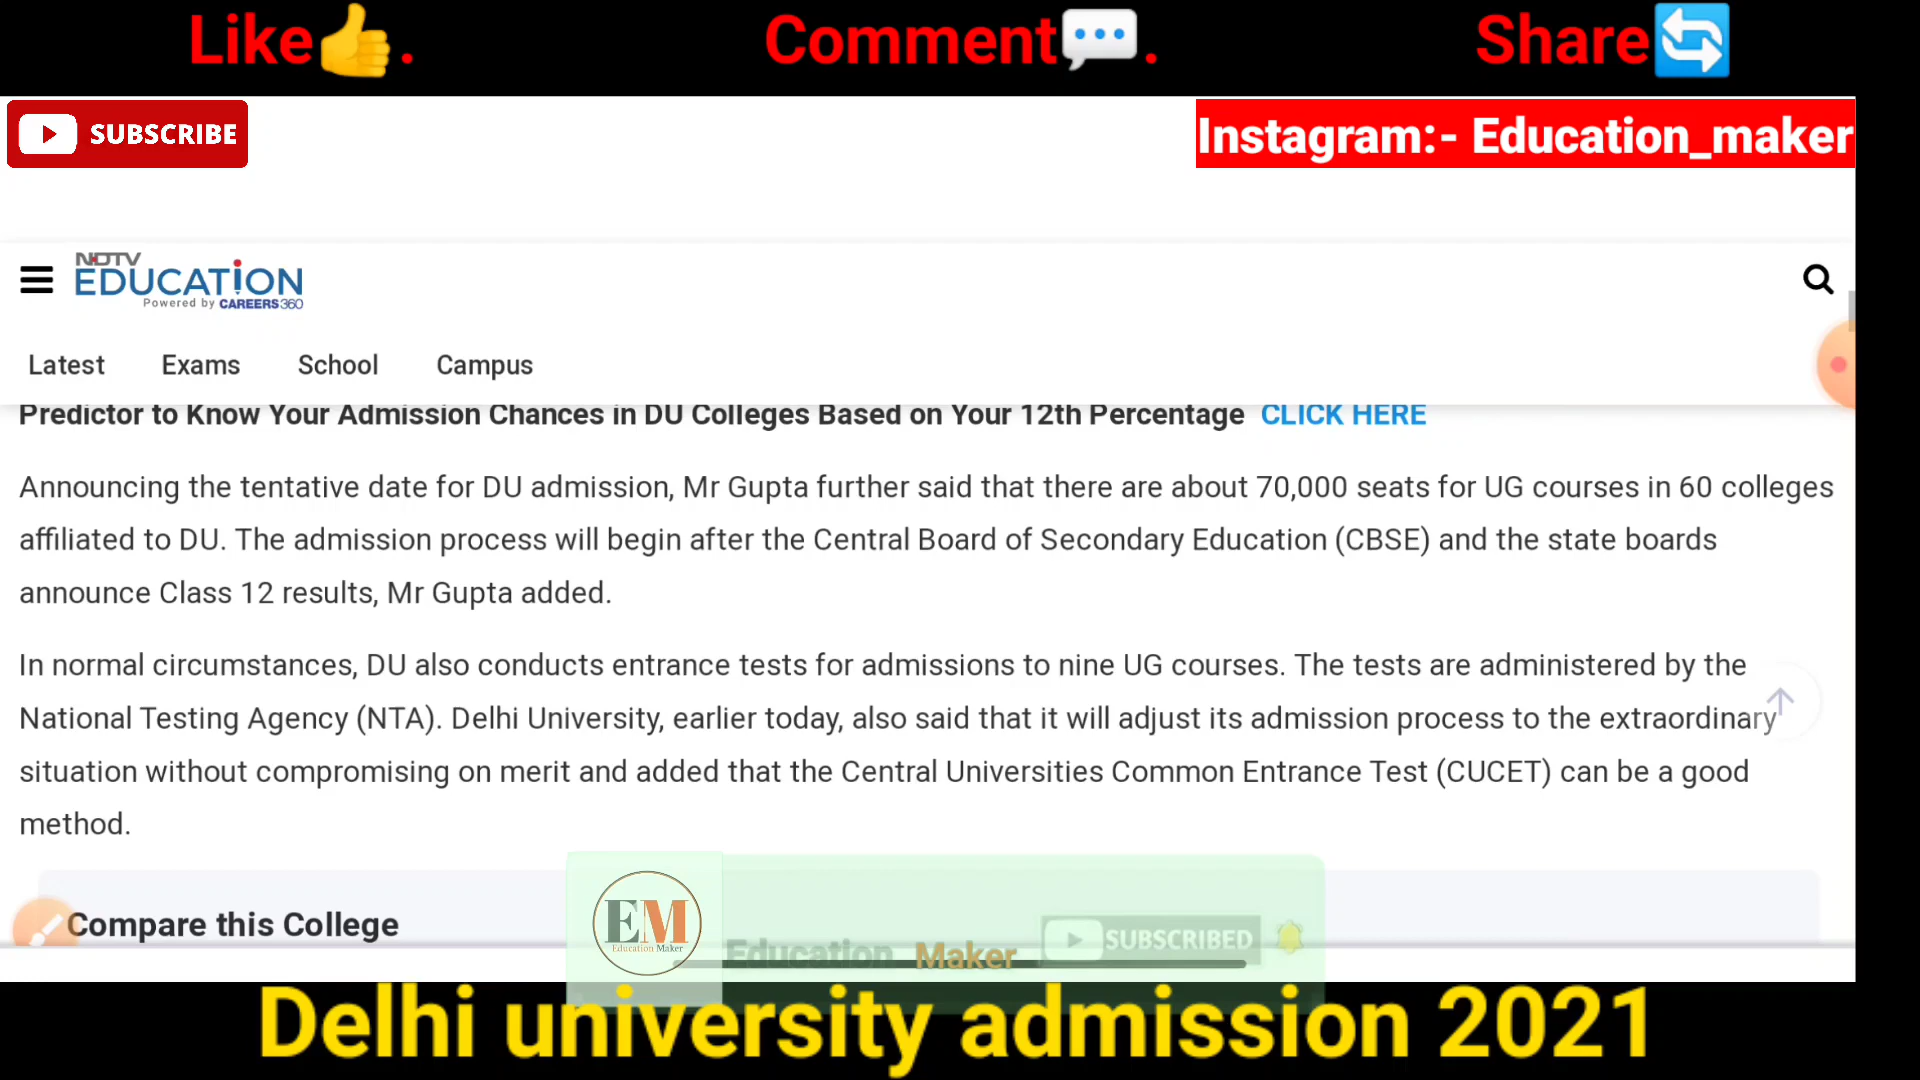 Like👍.
Comment💬.
Share🔄
SUBSCRIBE
Instagram:- Education_maker
NDTV
EDUCATION
Powered by CAREERS360
Latest Exams School Campus
Predictor to Know Your Admission Chances in DU Colleges Based on Your 12th Percentage CLICK HERE
Announcing the tentative date for DU admission, Mr Gupta further said that there are about 70,000 seats for UG courses in 60 colleges
affiliated to DU. The admission process will begin after the Central Board of Secondary Education (CBSE) and the state boards
announce Class 12 results, Mr Gupta added.
In normal circumstances, DU also conducts entrance tests for admissions to nine UG courses. The tests are administered by the
National Testing Agency (NTA). Delhi University, earlier today, also said that it will adjust its admission process to the extraordinary
situation without compromising on merit and added that the Central Universities Common Entrance Test (CUCET) can be a good
method.
Compare this College
EM
Education Maker
Education Maker
SUBSCRIBED
Delhi university admission 2021